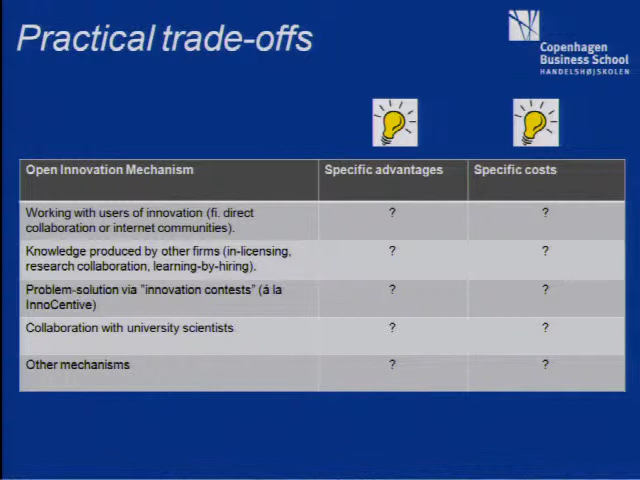 Practical trade-offs
Copenhagen
Business School
HANDELSHØJSKOLEN
Open Innovation Mechanism Specific advantages Specific costs
Working with users of innovation (fi. direct
collaboration or internet communities). ? ?
Knowledge produced by other firms (in-licensing,
research collaboration, learning-by-hiring). ? ?
Problem-solution via "innovation contests" (á la
InnoCentive) ? ?
Collaboration with university scientists ? ?
Other mechanisms ? ?